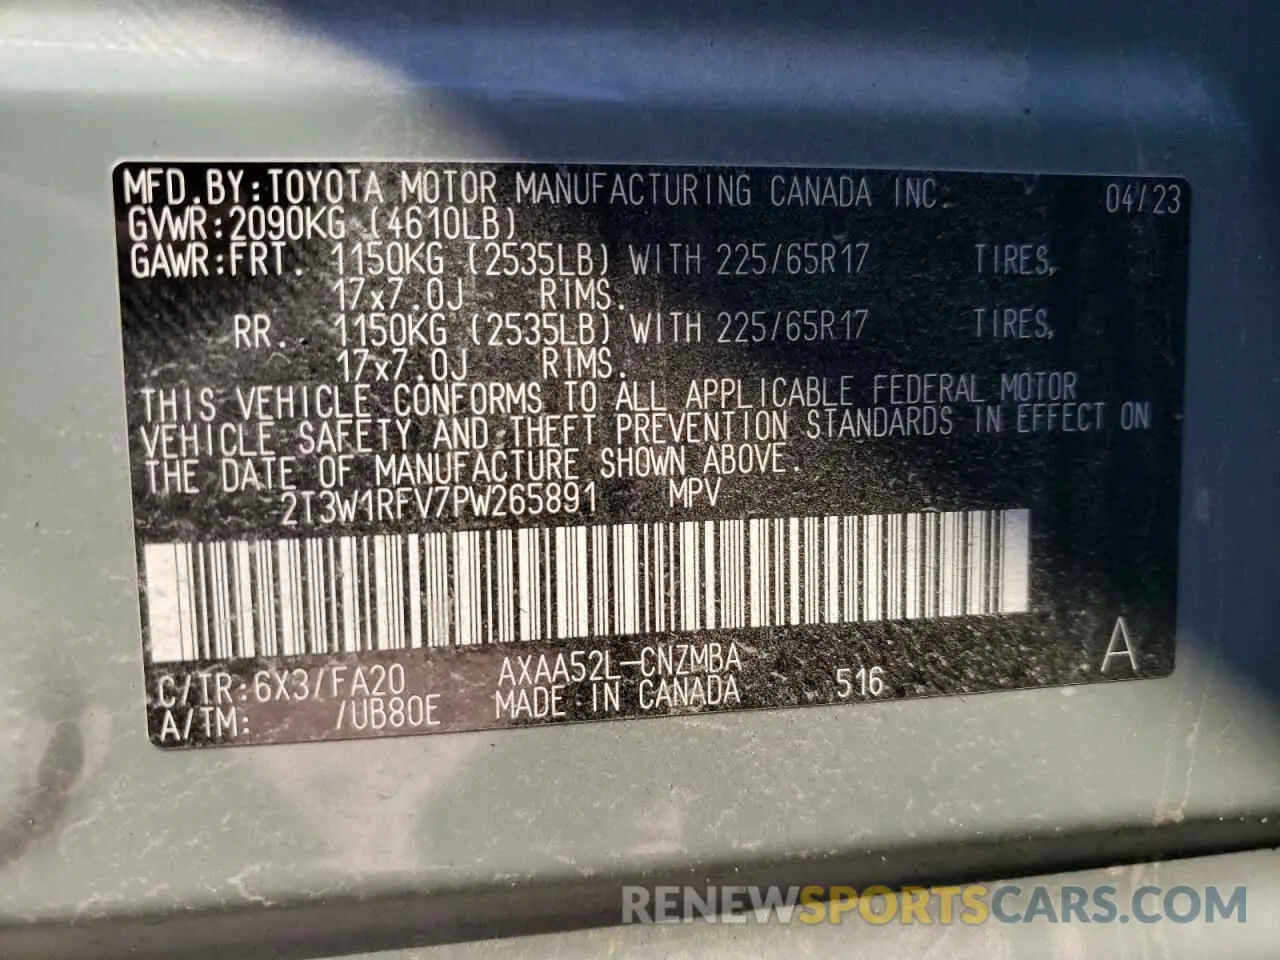 MFD.BY:TOYOTA MOTOR MANUFACTURING CANADA INC. 04/23
GVWR:2090KG (4610LB)
GAWR:FRT. 1150KG (2535LB) WITH 225/65R17 TIRES,
17x7.0J RIMS.
RR. 1150KG (2535LB) WITH 225/65R17 TIRES,
17x7.0J RIMS.
THIS VEHICLE CONFORMS TO ALL APPLICABLE FEDERAL MOTOR
VEHICLE SAFETY AND THEFT PREVENTION STANDARDS IN EFFECT ON
THE DATE OF MANUFACTURE SHOWN ABOVE.
2T3W1RFV7PW265891 MPV
C/TR:6X3/FA20 AXAA52L-CNZMBA A
A/TM: /UB80E MADE IN CANADA 516
RENEWSPORTSCARS.COM